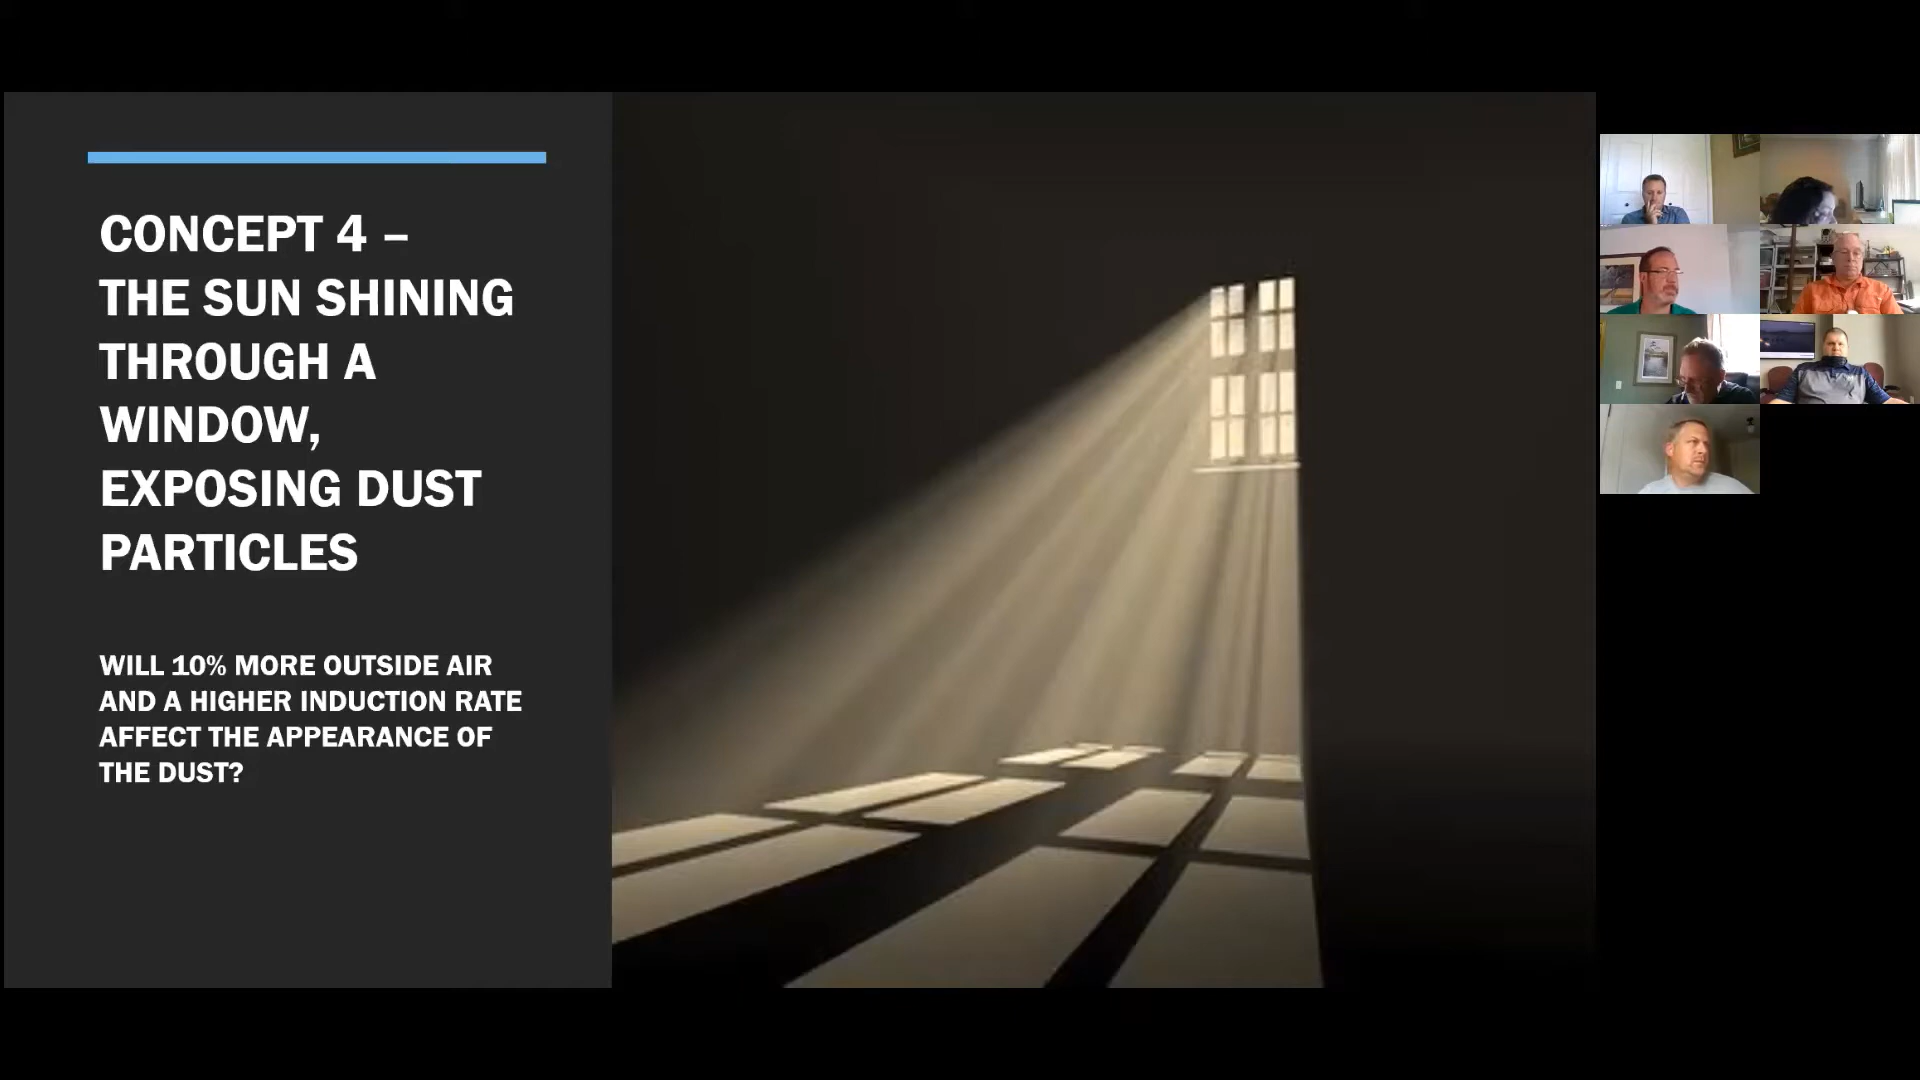 CONCEPT 4 –
THE SUN SHINING
THROUGH A
WINDOW,
EXPOSING DUST
PARTICLES
WILL 10% MORE OUTSIDE AIR
AND A HIGHER INDUCTION RATE
AFFECT THE APPEARANCE OF
THE DUST?